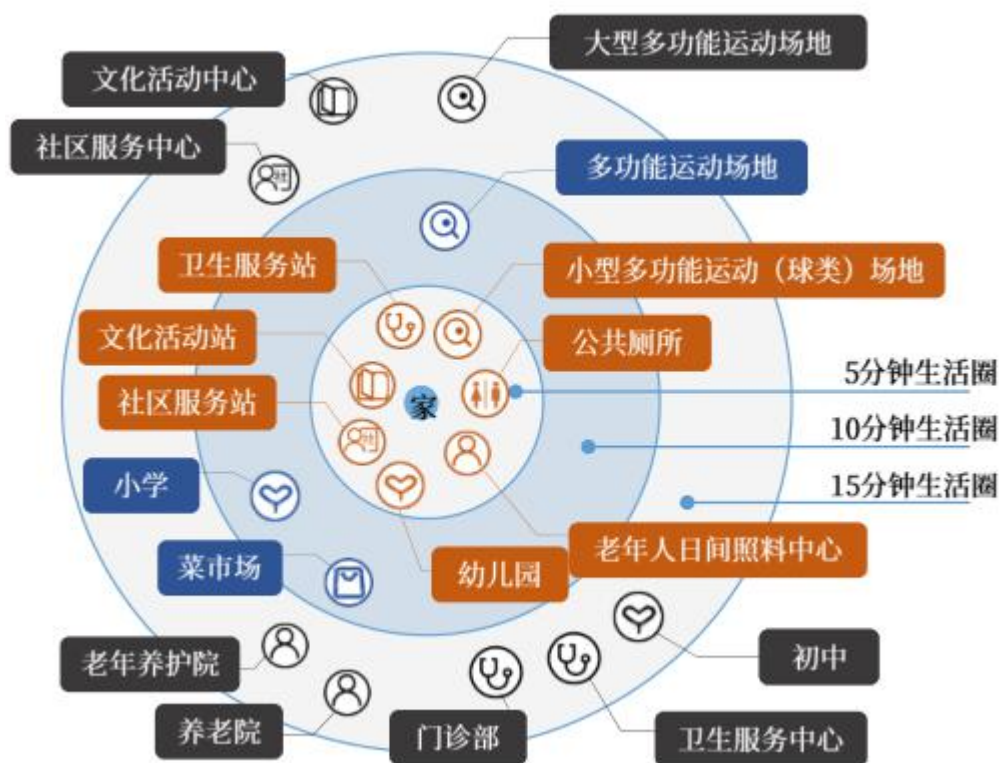 大型多功能运动场地
文化活动中心
社区服务中心
多功能运动场地
卫生服务站
小型多功能运动（球类）场地
文化活动站
公共厕所
社区服务站
家
5分钟生活圈
10分钟生活圈
15分钟生活圈
小学
菜市场
幼儿园
老年人日间照料中心
老年养护院
初中
养老院
门诊部
卫生服务中心